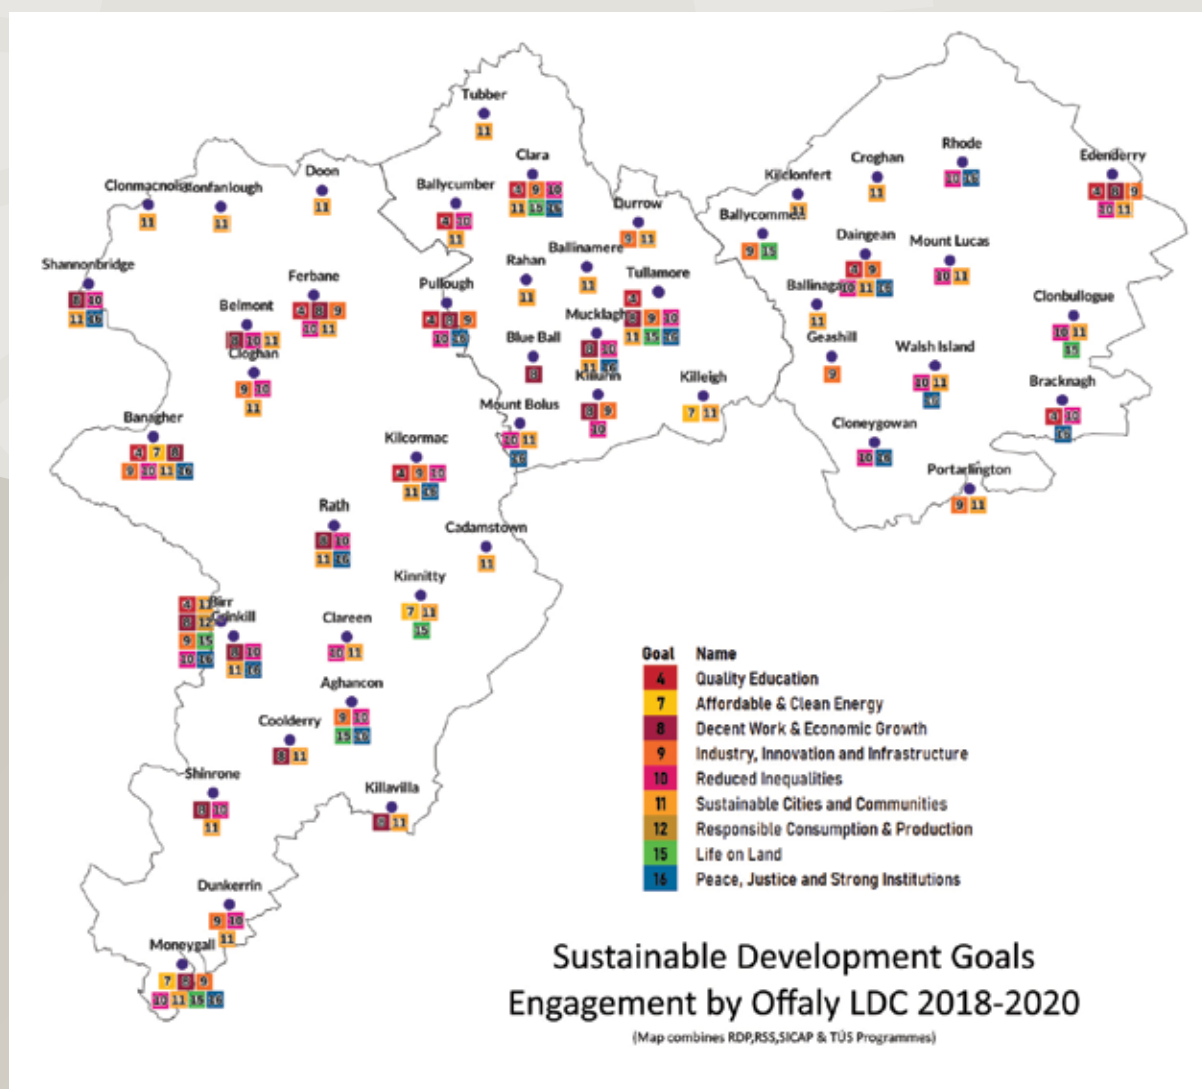 Tubber
11
Clara
4 9 10
11 15 16
Ballycumber
4 10
11
Doon
11
Clonmacnois
onfanlough
11
11
Durrow
9 11
Kilclonfert
11
Croghan
11
Rhode
10 16
Edenderry
4 8 9
10 11
Ballycommen
9 15
Shannonbridge
8 10
11 16
Ferbane
4 8 9
10 11
Belmont
8 10 11
Cloghan
9 10
11
Pullough
4 8 9
10 16
Rahan
11
Ballinamere
11
Tullamore
4
8 9 10
11 15 16
Mucklagh
8 10
11 16
Blue Ball
8
Killurin
8 9
10
Killeigh
7 11
Mount Bolus
10 11
16
Daingean
4 9
10 11 16
Mount Lucas
10 11
Ballinaga
11
Geashill
9
Clonbullogue
10 11
15
Walsh Island
10 11
16
Bracknagh
4 10
16
Cloneygowan
10 16
Portarlington
9 11
Banagher
4 7 8
9 10 11 16
Kilcormac
4 9 10
11 16
Rath
8 10
11 16
Cadamstown
11
Kinnitty
7 11
15
Birr
4 11
8 12
9 15
10 16
Crinkill
8 10
11 16
Clareen
10 11
Aghancon
9 10
15 16
Coolderry
8 11
Shinrone
8 10
11
Killavilla
8 11
Dunkerrin
9 10
11
Moneygall
7 8 9
10 11 15 16
Goal Name
4 Quality Education
7 Affordable & Clean Energy
8 Decent Work & Economic Growth
9 Industry, Innovation and Infrastructure
10 Reduced Inequalities
11 Sustainable Cities and Communities
12 Responsible Consumption & Production
15 Life on Land
16 Peace, Justice and Strong Institutions
Sustainable Development Goals
Engagement by Offaly LDC 2018-2020
(Map combines RDP,RSS,SICAP & TÚS Programmes)